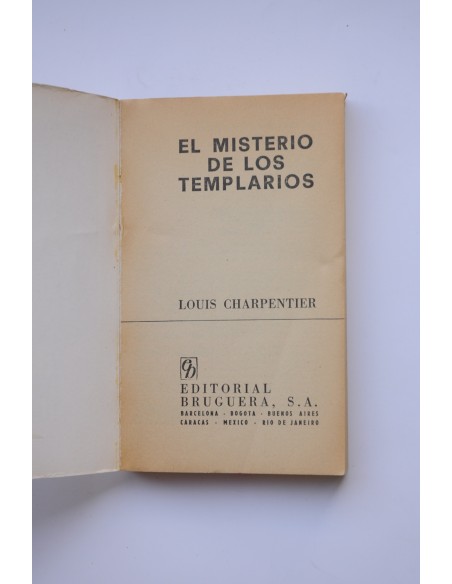 EL MISTERIO
DE LOS
TEMPLARIOS
LOUIS CHARPENTIER
EDITORIAL
BRUGUERA, S.A.
BARCELONA - BOGOTA - BUENOS AIRES
CARACAS - MEXICO - RIO DE JANEIRO